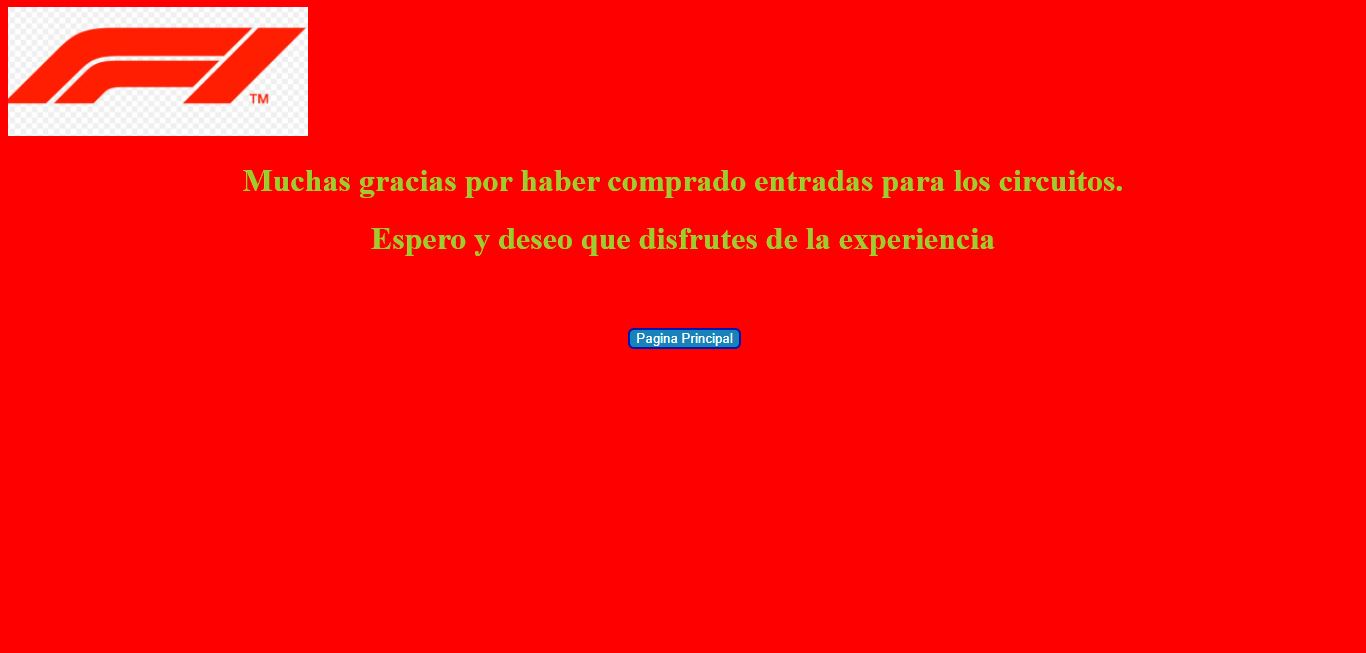 F1
TM
Muchas gracias por haber comprado entradas para los circuitos.
Espero y deseo que disfrutes de la experiencia
Pagina Principal